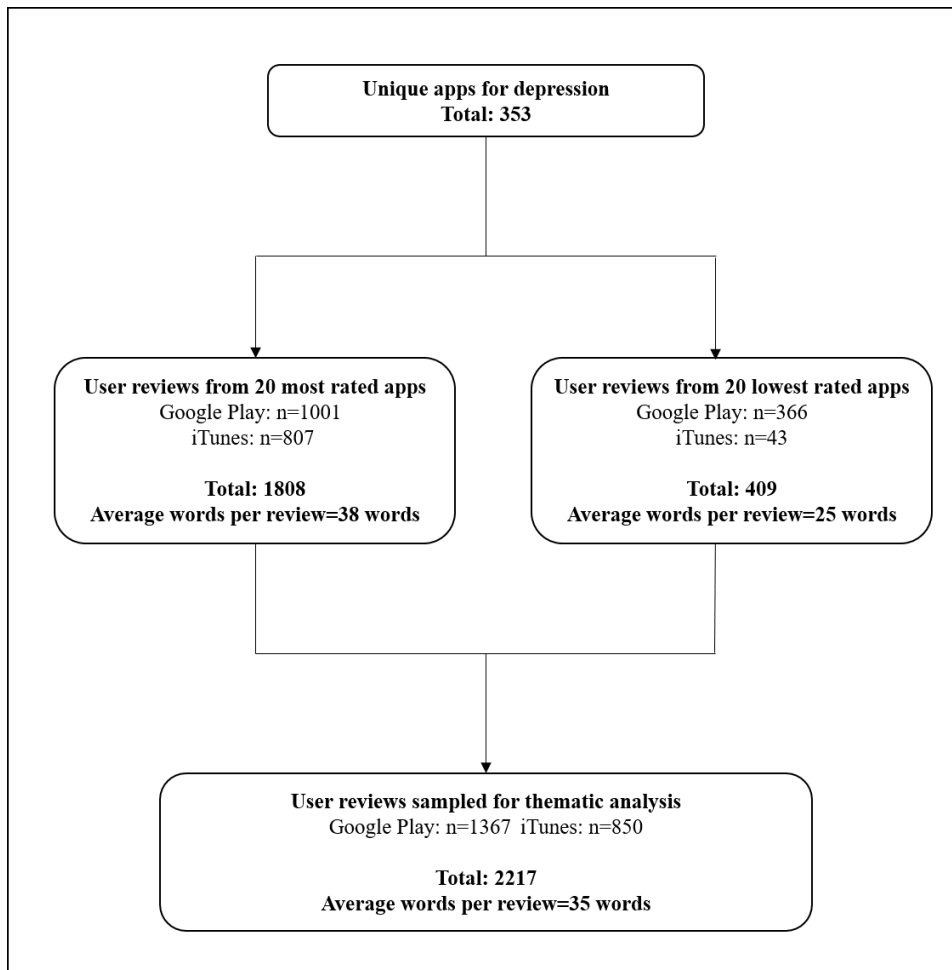 Unique apps for depression
Total: 353
User reviews from 20 most rated apps
Google Play: n=1001
iTunes: n=807
Total: 1808
Average words per review=38 words
User reviews from 20 lowest rated apps
Google Play: n=366
iTunes: n=43
Total: 409
Average words per review=25 words
User reviews sampled for thematic analysis
Google Play: n=1367 iTunes: n=850
Total: 2217
Average words per review=35 words